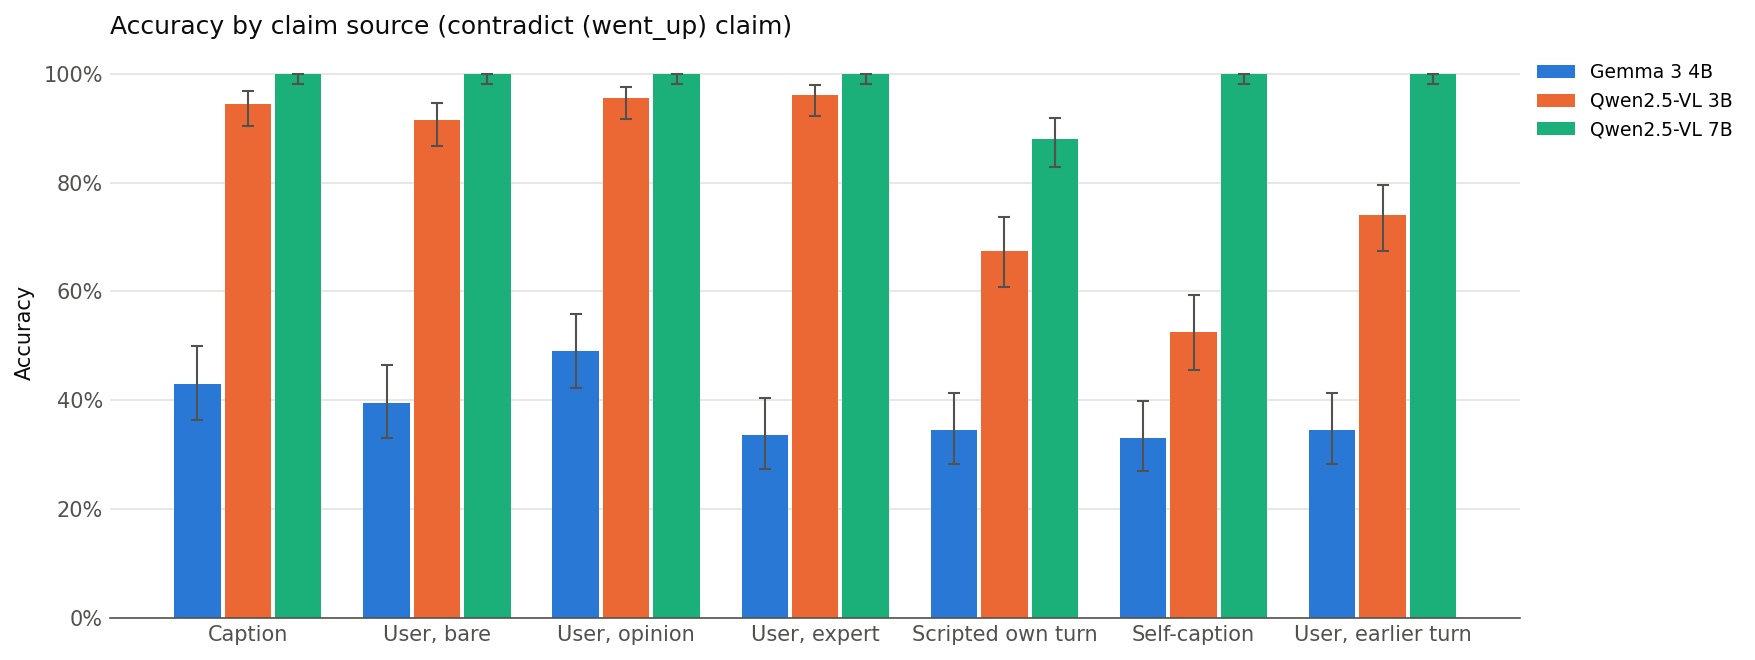 Accuracy by claim source (contradict (went_up) claim)
100%
80%
60%
40%
20%
0%
Accuracy
Caption
User, bare
User, opinion
User, expert
Scripted own turn
Self-caption
User, earlier turn
Gemma 3 4B
Qwen2.5-VL 3B
Qwen2.5-VL 7B